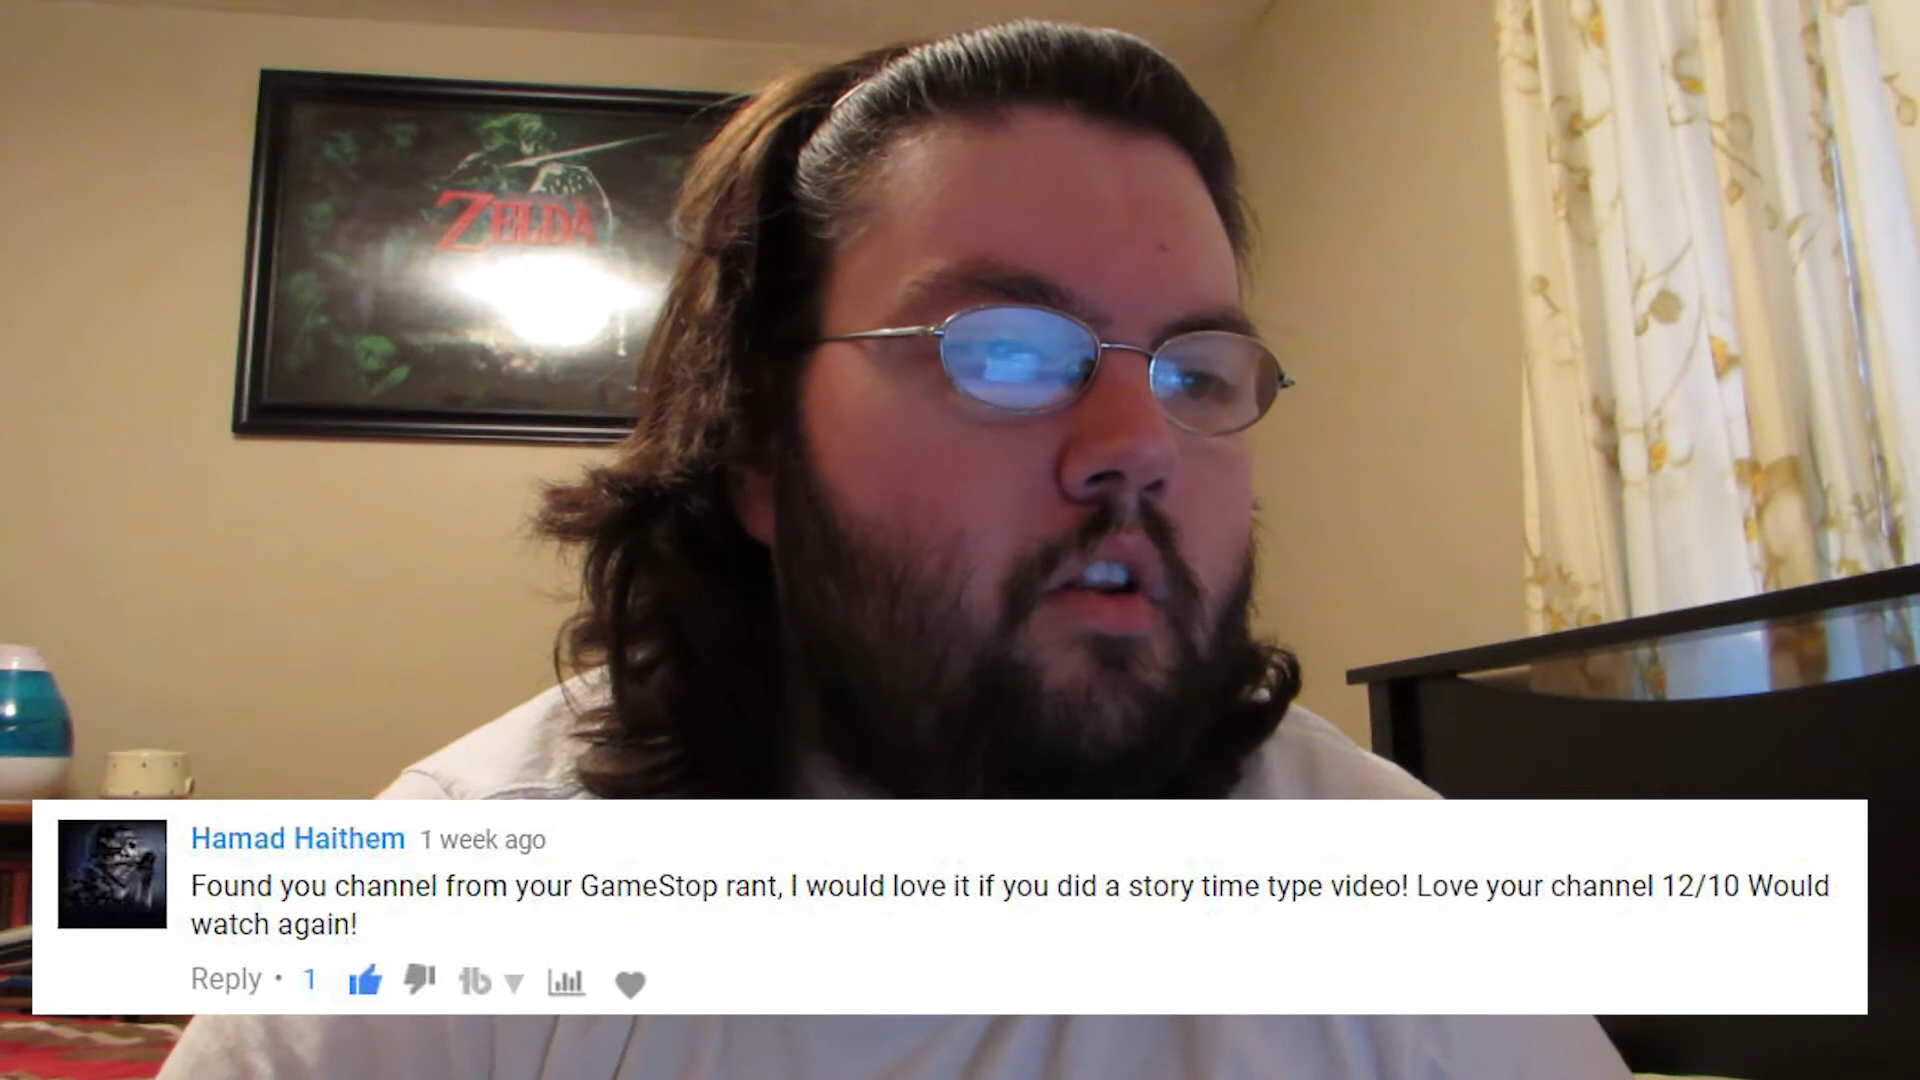 ZELDA
Hamad Haithem 1 week ago
Found you channel from your GameStop rant, I would love it if you did a story time type video! Love your channel 12/10 Would
watch again!
Reply • 1